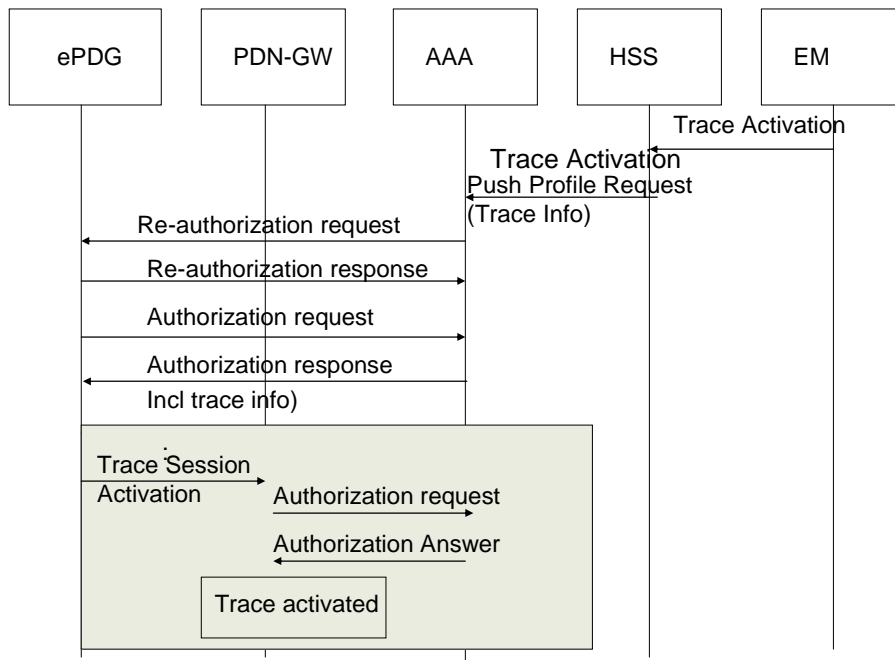 ePDG
PDN-GW
AAA
HSS
EM
Trace Activation
Trace Activation
Push Profile Request
(Trace Info)
Re-authorization request
Re-authorization response
Authorization request
Authorization response
Incl trace info)
:
Trace Session
Activation
Authorization request
Authorization Answer
Trace activated